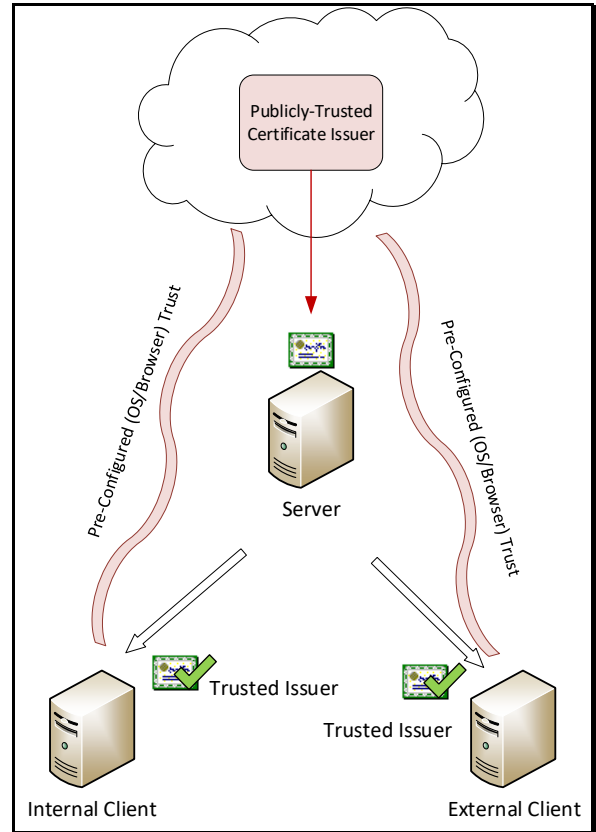 Publicly-Trusted
Certificate Issuer
Pre-Configured (OS/Browser) Trust
Pre-Configured (OS/Browser) Trust
Server
Trusted Issuer
Trusted Issuer
Internal Client
External Client